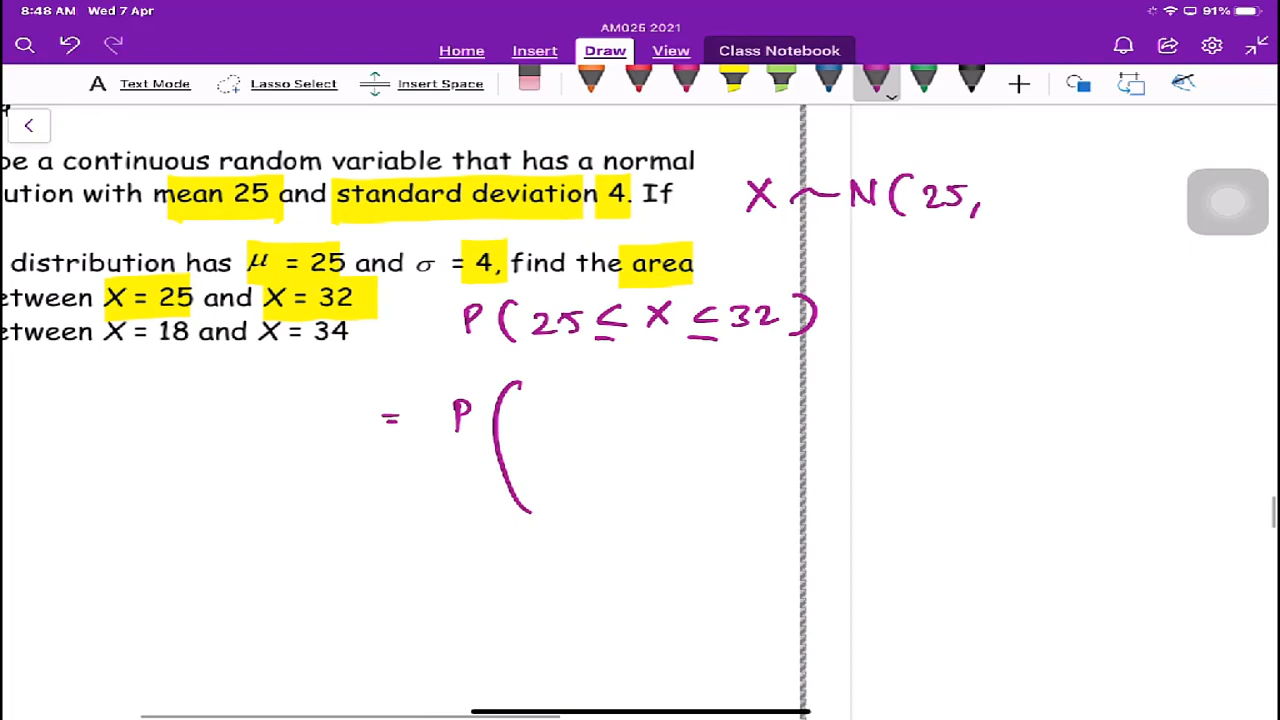 8:48 AM Wed 7 Apr
91%
AM025 2021
Home Insert Draw View Class Notebook
A Text Mode Lasso Select Insert Space
be a continuous random variable that has a normal
ution with mean 25 and standard deviation 4. If
X ~ N(25,
distribution has μ = 25 and σ = 4, find the area
etween X = 25 and X = 32
P(25 ≤ X ≤ 32)
etween X = 18 and X = 34
= P(